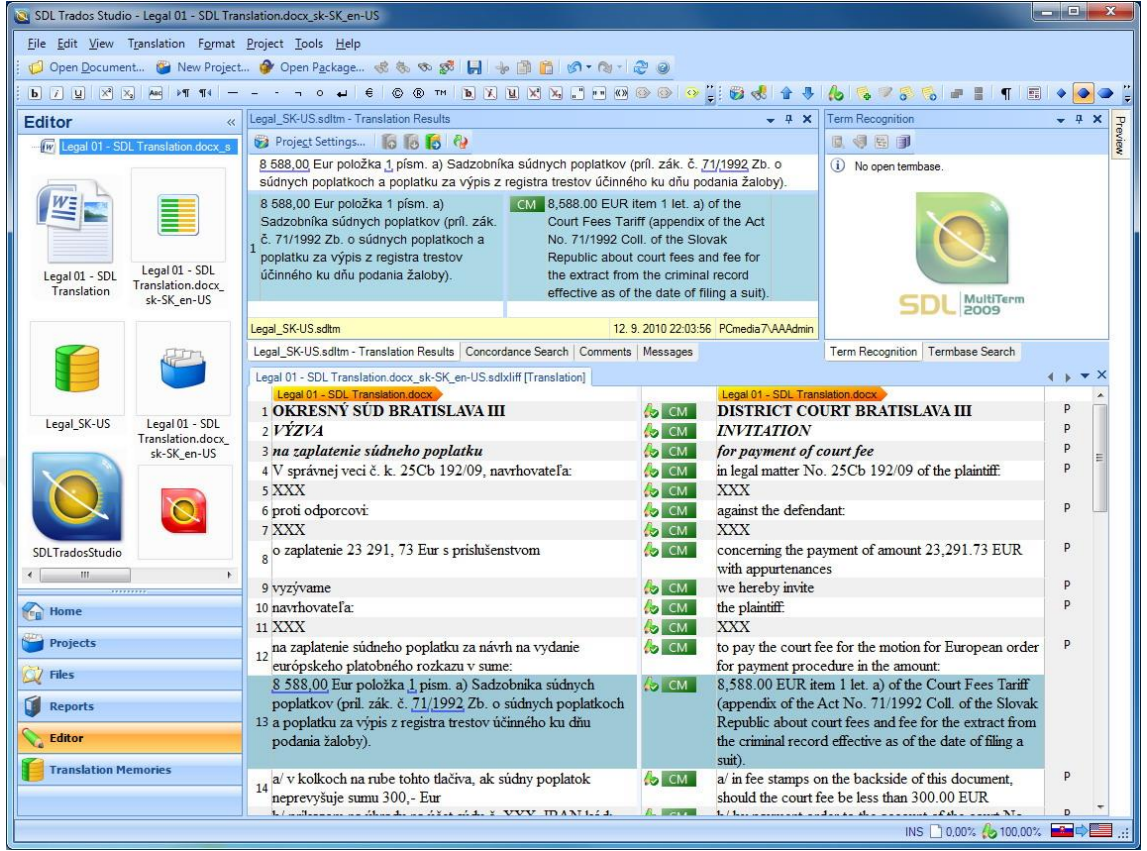 SDL Trados Studio - Legal 01 - SDL Translation.docx_sk-SK_en-US
File Edit View Translation Format Project Tools Help
Open Document... New Project... Open Package...
Editor
Legal 01 - SDL Translation.docx_s
Legal 01 - SDL
Translation
Legal 01 - SDL
Translation.docx_
sk-SK_en-US
Legal_SK-US
Legal 01 - SDL
Translation.docx_
sk-SK_en-US
SDLTradosStudio
Home
Projects
Files
Reports
Editor
Translation Memories
Legal_SK-US.sdltm - Translation Results
Project Settings...
8 588,00 Eur položka 1 písm. a) Sadzobníka súdnych poplatkov (príl. zák. č. 71/1992 Zb. o
súdnych poplatkoch a poplatku za výpis z registra trestov účinného ku dňu podania žaloby).
8 588,00 Eur položka 1 písm. a)
Sadzobníka súdnych poplatkov (príl. zák.
č. 71/1992 Zb. o súdnych poplatkoch a
1 poplatku za výpis z registra trestov
účinného ku dňu podania žaloby).
CM 8,588.00 EUR item 1 let. a) of the
Court Fees Tariff (appendix of the Act
No. 71/1992 Coll. of the Slovak
Republic about court fees and fee for
the extract from the criminal record
effective as of the date of filing a suit).
Legal_SK-US.sdltm 12. 9. 2010 22:03:56 PCmedia7\AAAdmin
Legal_SK-US.sdltm - Translation Results Concordance Search Comments Messages
Term Recognition
No open termbase.
SDL MultiTerm
2009
Term Recognition Termbase Search
Preview
Legal 01 - SDL Translation.docx_sk-SK_en-US.sdlxliff [Translation]
Legal 01 - SDL Translation.docx Legal 01 - SDL Translation.docx
1 OKRESNÝ SÚD BRATISLAVA III CM DISTRICT COURT BRATISLAVA III P
2 VÝZVA CM INVITATION P
3 na zaplatenie súdneho poplatku CM for payment of court fee P
4 V správnej veci č. k. 25Cb 192/09, navrhovateľa: CM in legal matter No. 25Cb 192/09 of the plaintiff: P
5 XXX CM XXX
6 proti odporcovi: CM against the defendant: P
7 XXX CM XXX
8 o zaplatenie 23 291, 73 Eur s príslušenstvom CM concerning the payment of amount 23,291.73 EUR P
with appurtenances
9 vyzývame CM we hereby invite P
10 navrhovateľa: CM the plaintiff: P
11 XXX CM XXX
12 na zaplatenie súdneho poplatku za návrh na vydanie CM to pay the court fee for the motion for European order P
európskeho platobného rozkazu v sume: for payment procedure in the amount:
8 588,00 Eur položka 1 písm. a) Sadzobníka súdnych CM 8,588.00 EUR item 1 let. a) of the Court Fees Tariff
poplatkov (príl. zák. č. 71/1992 Zb. o súdnych poplatkoch (appendix of the Act No. 71/1992 Coll. of the Slovak
13 a poplatku za výpis z registra trestov účinného ku dňu Republic about court fees and fee for the extract from
podania žaloby). the criminal record effective as of the date of filing a
suit).
14 a/ v kolkoch na rube tohto tlačiva, ak súdny poplatok CM a/ in fee stamps on the backside of this document, P
neprevyšuje sumu 300,- Eur should the court fee be less than 300.00 EUR
INS 0,00% 100,00%